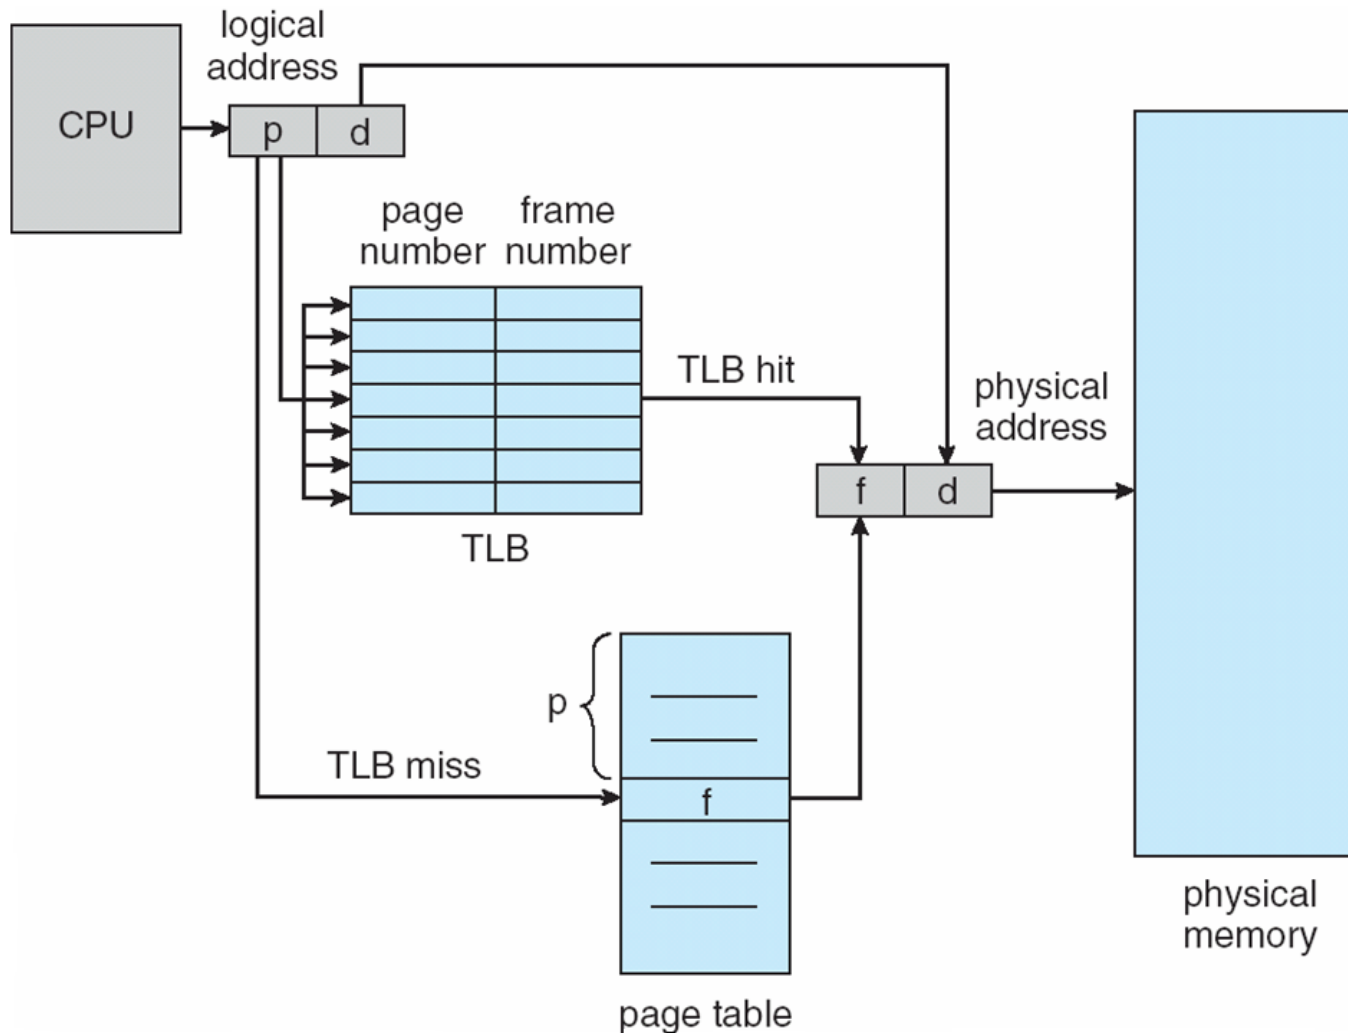 logical
address
CPU
p
d
page
number
frame
number
TLB hit
physical
address
f
d
TLB
p
TLB miss
f
physical
memory
page table